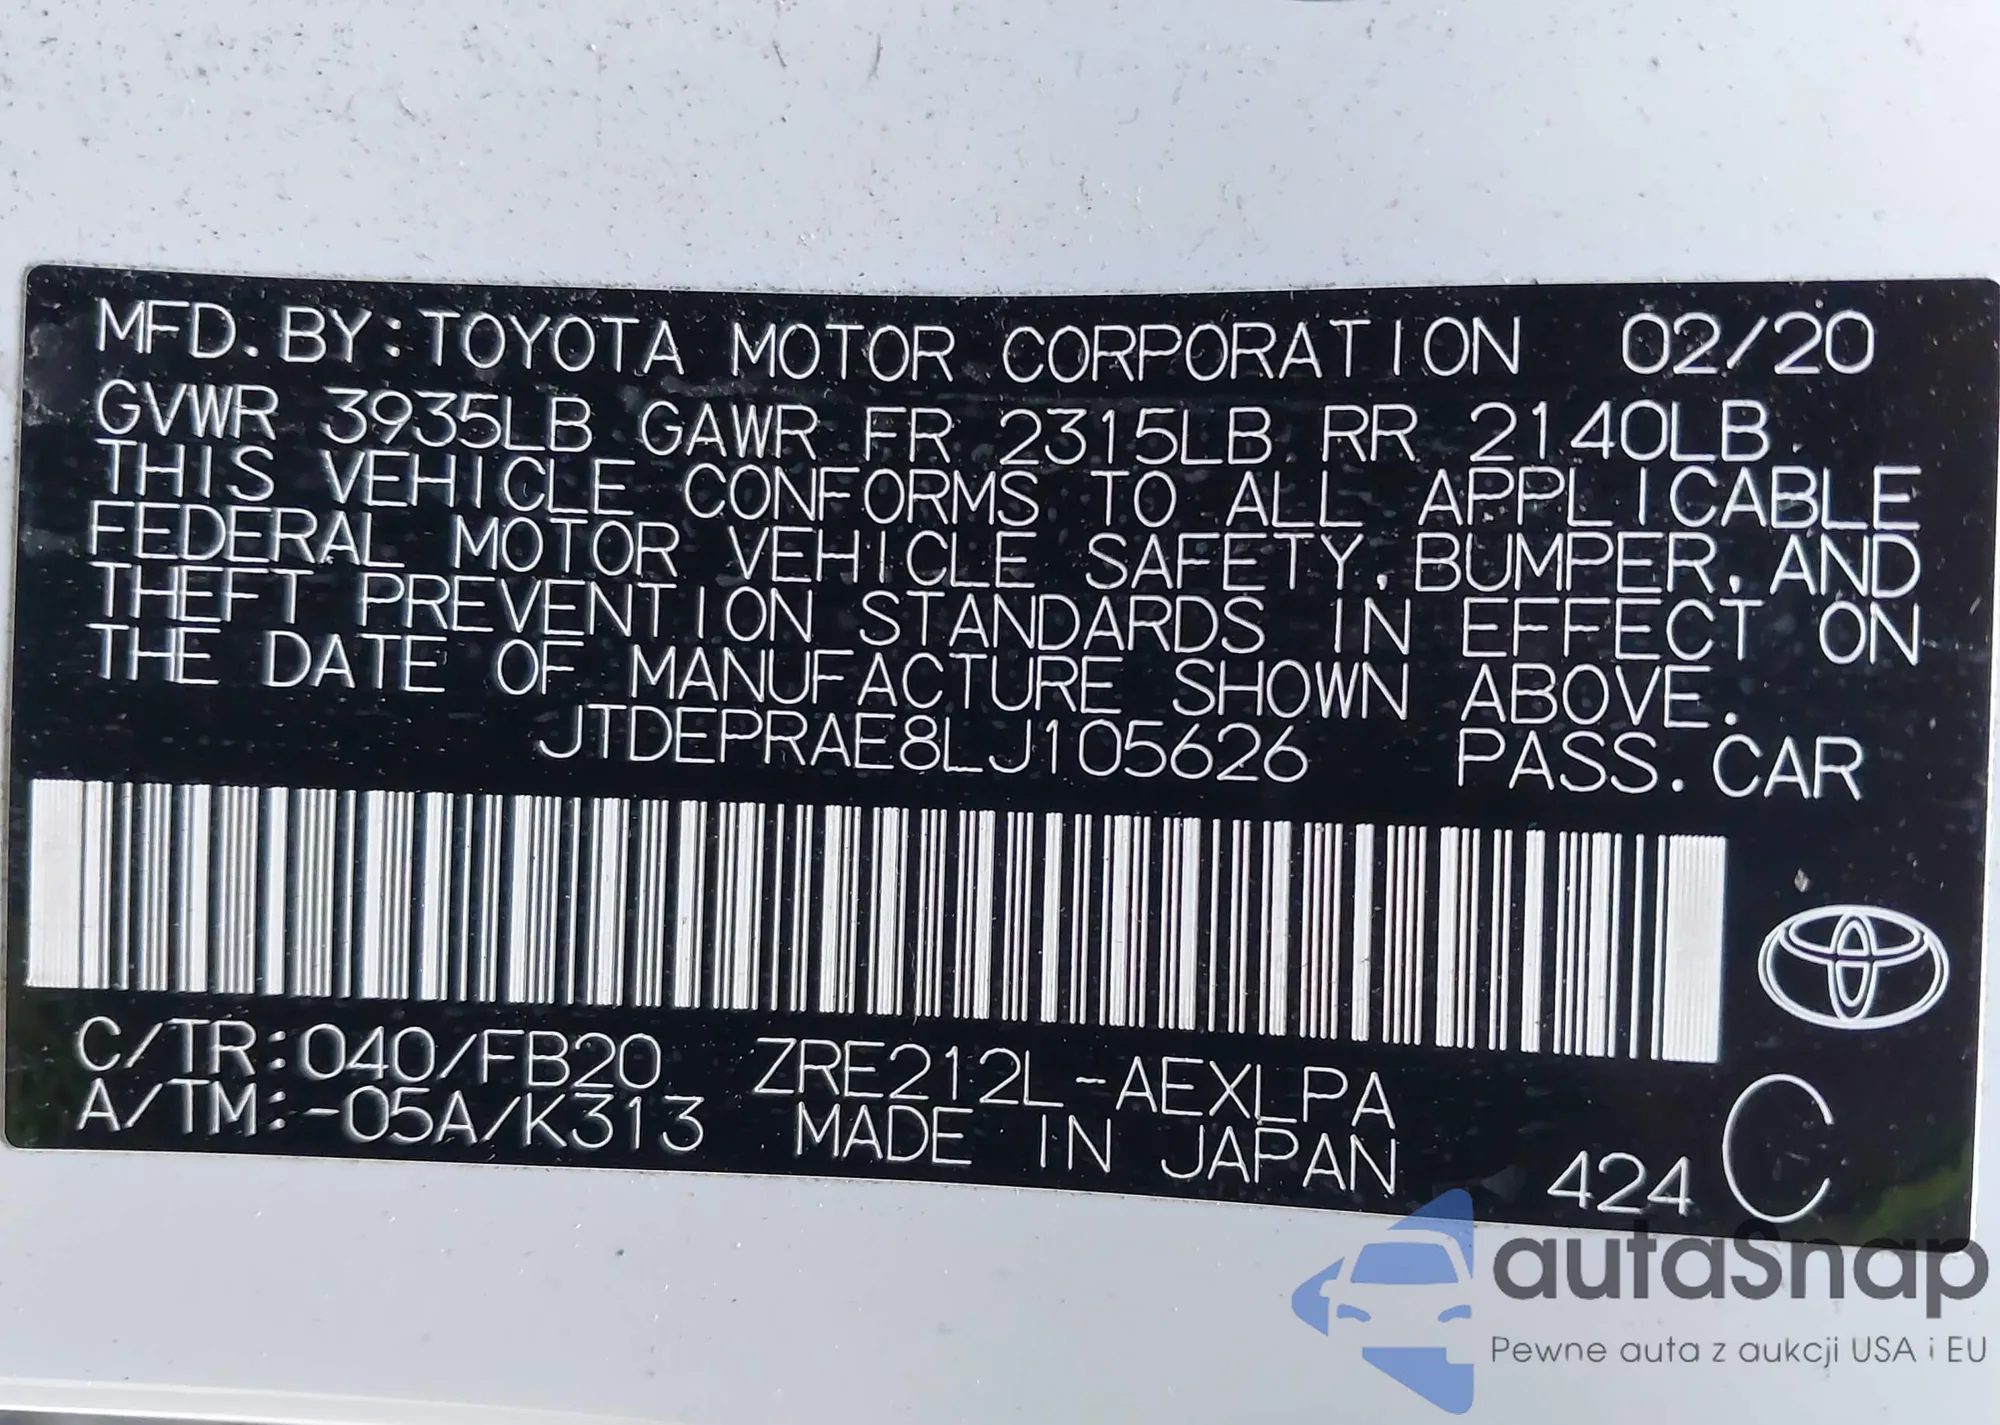 MFD. BY: TOYOTA MOTOR CORPORATION 02/20
GVWR 3935LB GAWR FR 2315LB RR 2140LB
THIS VEHICLE CONFORMS TO ALL APPLICABLE
FEDERAL MOTOR VEHICLE SAFETY, BUMPER, AND
THEFT PREVENTION STANDARDS IN EFFECT ON
THE DATE OF MANUFACTURE SHOWN ABOVE.
JTDEPRAE8LJ105626 PASS. CAR
C/TR: 040/FB20 ZRE212L-AEXLPA
A/TM: -05A/K313 MADE IN JAPAN 424 C
autaSnap
Pewne auta z aukcji USA i EU